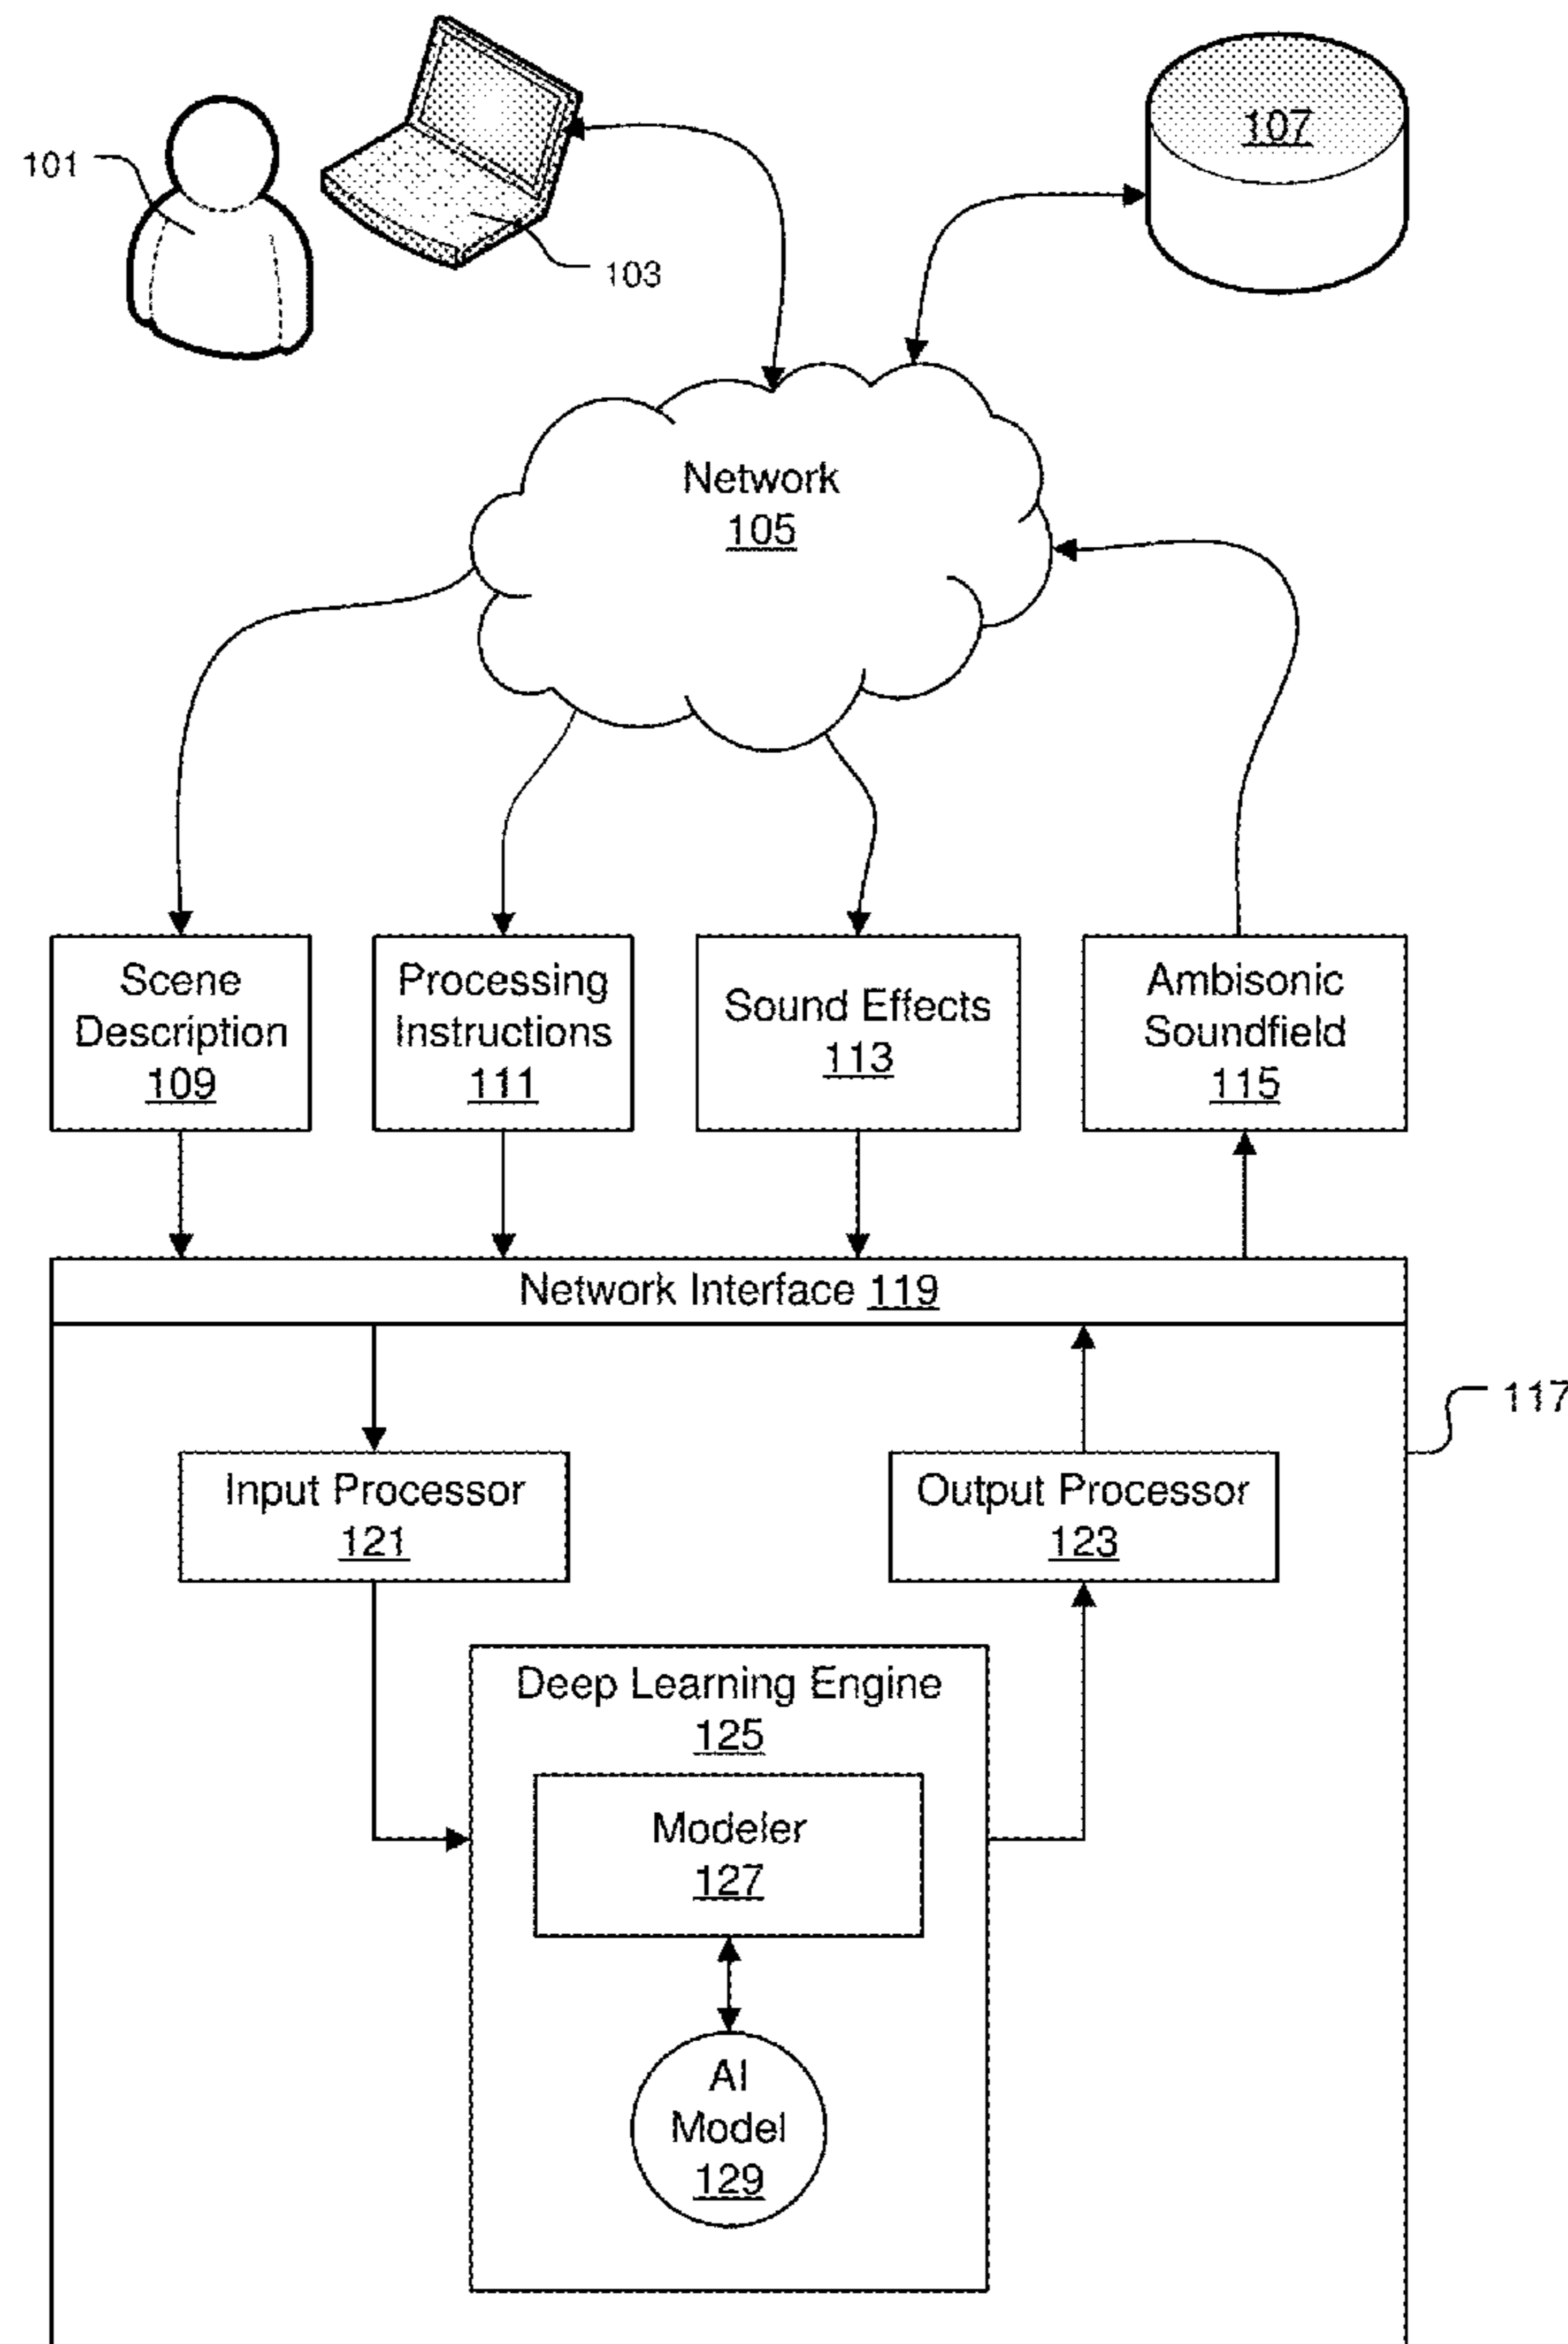 107
101
103
Network
105
Scene
Description
109
Processing
Instructions
111
Sound Effects
113
Ambisonic
Soundfield
115
Network Interface 119
117
Input Processor
121
Output Processor
123
Deep Learning Engine
125
Modeler
127
AI
Model
129